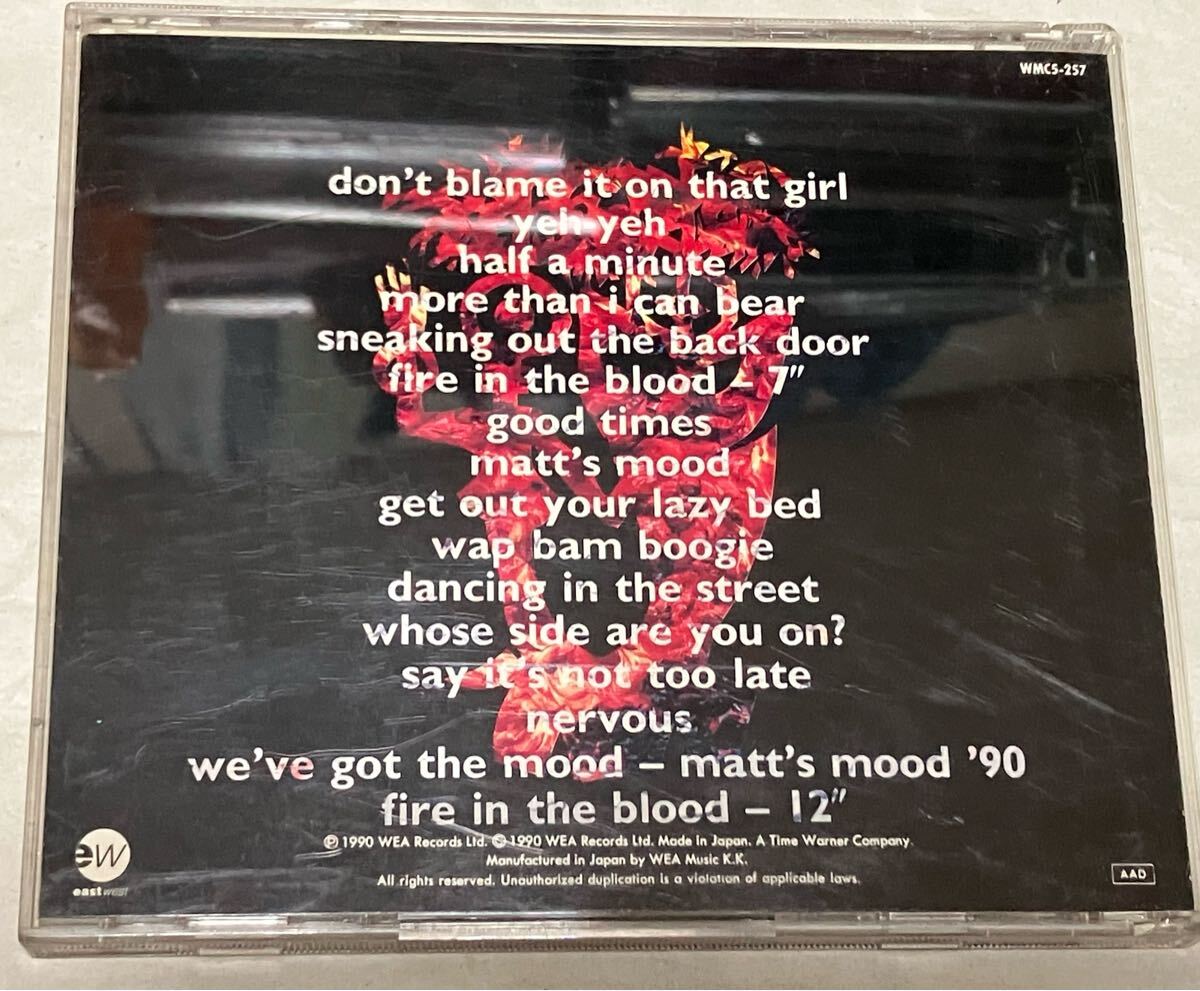 WMC5-257
don't blame it on that girl
yeh-yeh
half a minute
more than i can bear
sneaking out the back door
fire in the blood – 7"
good times
matt's mood
get out your lazy bed
wap bam boogie
dancing in the street
whose side are you on?
say it's not too late
nervous
we've got the mood – matt's mood '90
fire in the blood – 12"
℗ 1990 WEA Records Ltd. © 1990 WEA Records Ltd. Made in Japan. A Time Warner Company.
Manufactured in Japan by WEA Music K.K.
All rights reserved. Unauthorized duplication is a violation of applicable laws.
ew
eastwest
AAD